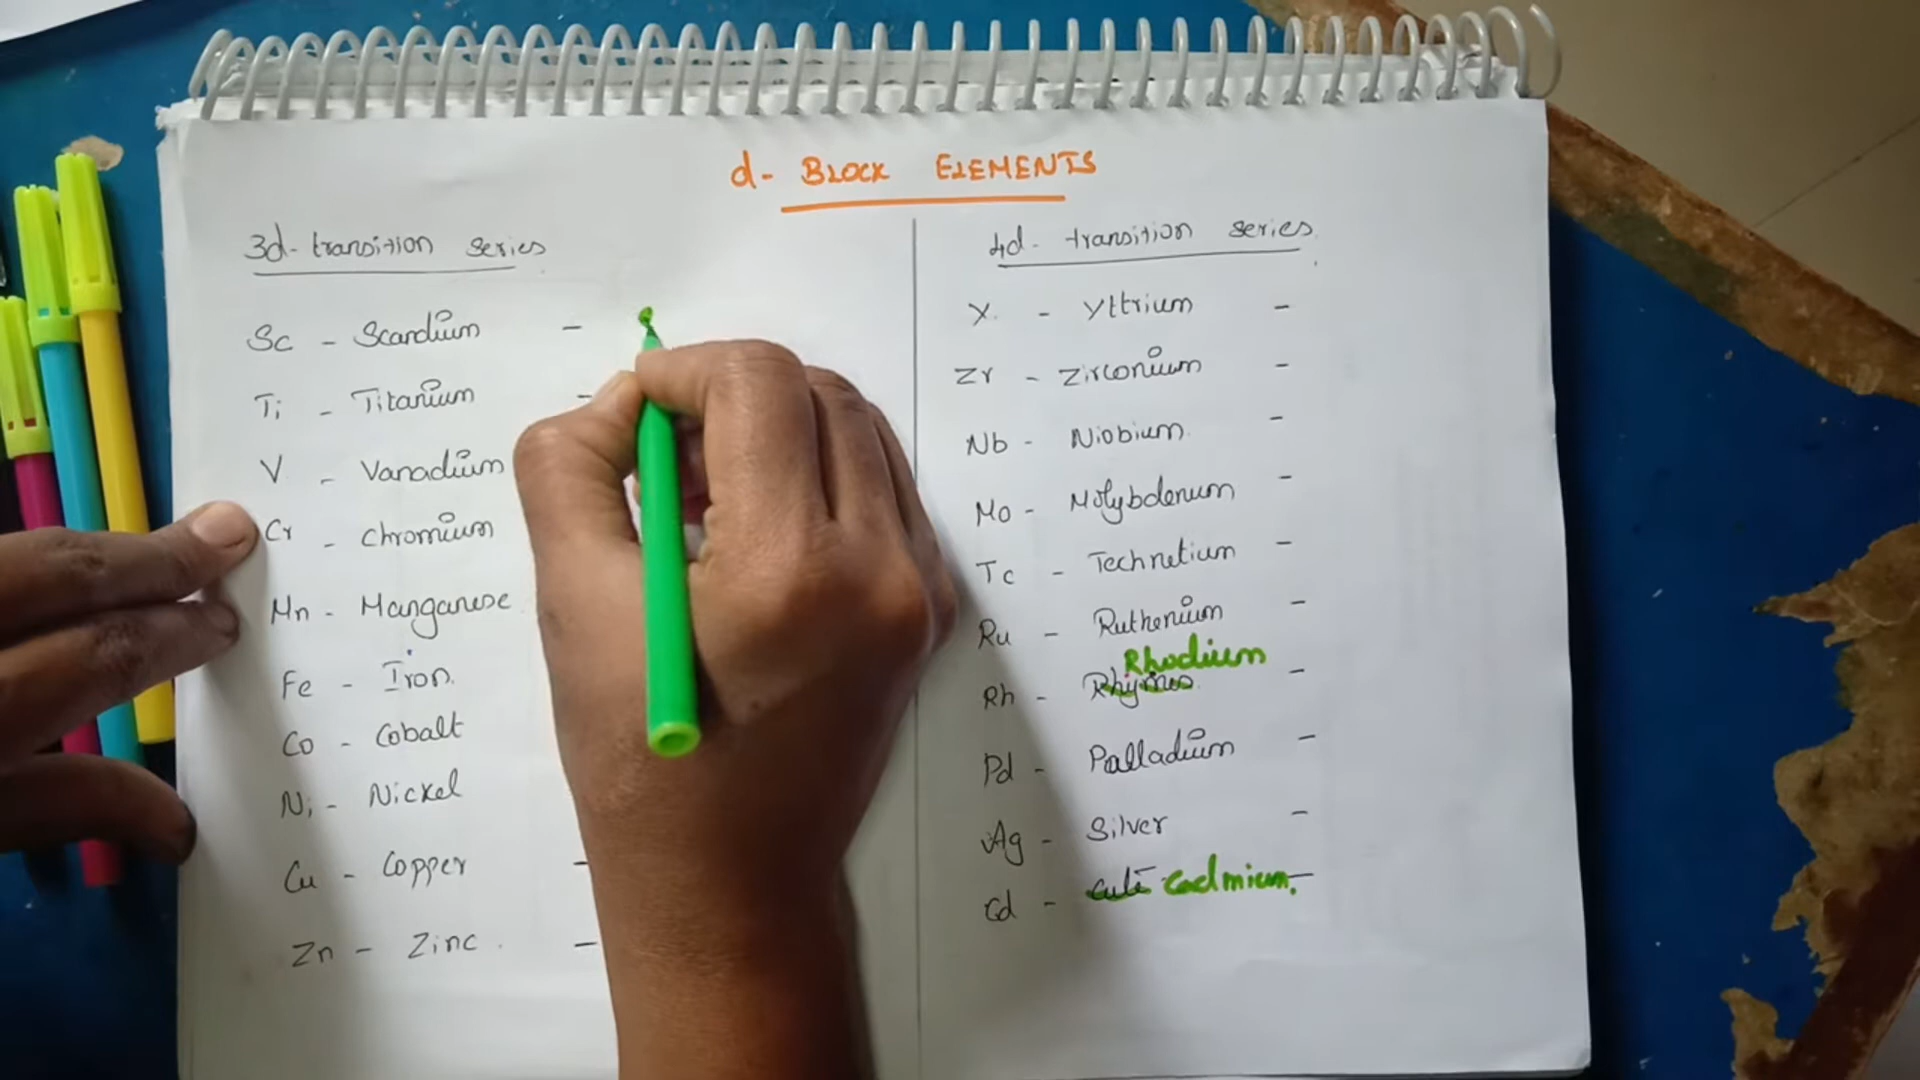 d- BLOCK ELEMENTS
3d- transition series
Sc - Scandium -
Ti - Titanium -
V - Vanadium
Cr - Chromium
Mn - Manganese
Fe - Iron.
Co - Cobalt
Ni - Nickel
Cu - Copper -
Zn - Zinc -
4d- transition series
Y - Yttrium -
Zr - Zirconium -
Nb - Niobium -
Mo - Molybdenum -
Tc - Technetium -
Ru - Ruthenium -
Rhodium
Rh - Rhymes -
Pd - Palladium -
Ag - Silver -
Cd - Cadmium. -